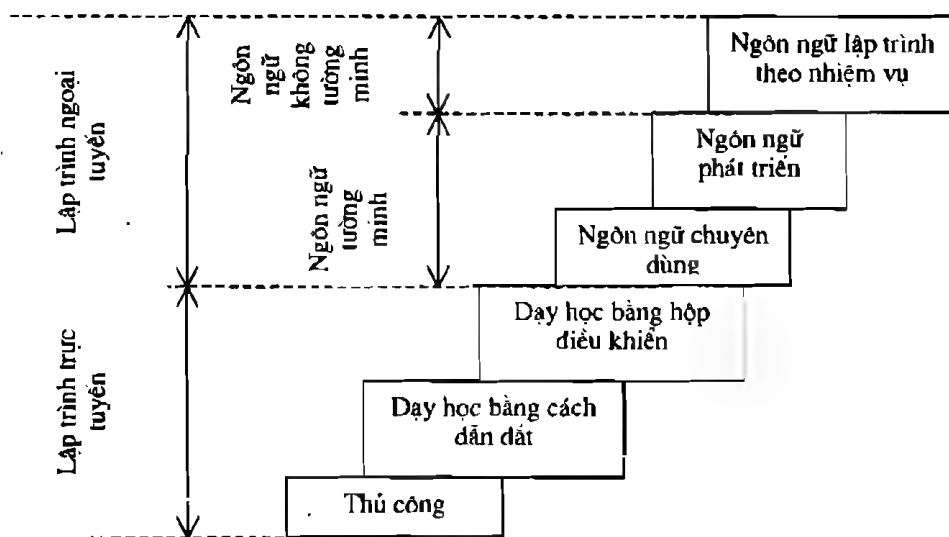 Lập trình ngoại
tuyến
Ngôn
ngữ
không
tường
minh
Ngôn ngữ lập trình
theo nhiệm vụ
Ngôn ngữ
tường
minh
Ngôn ngữ
phát triển
Ngôn ngữ chuyên
dùng
Lập trình trực
tuyến
Dạy học bằng hộp
điều khiển
Dạy học bằng cách
dẫn dắt
Thủ công